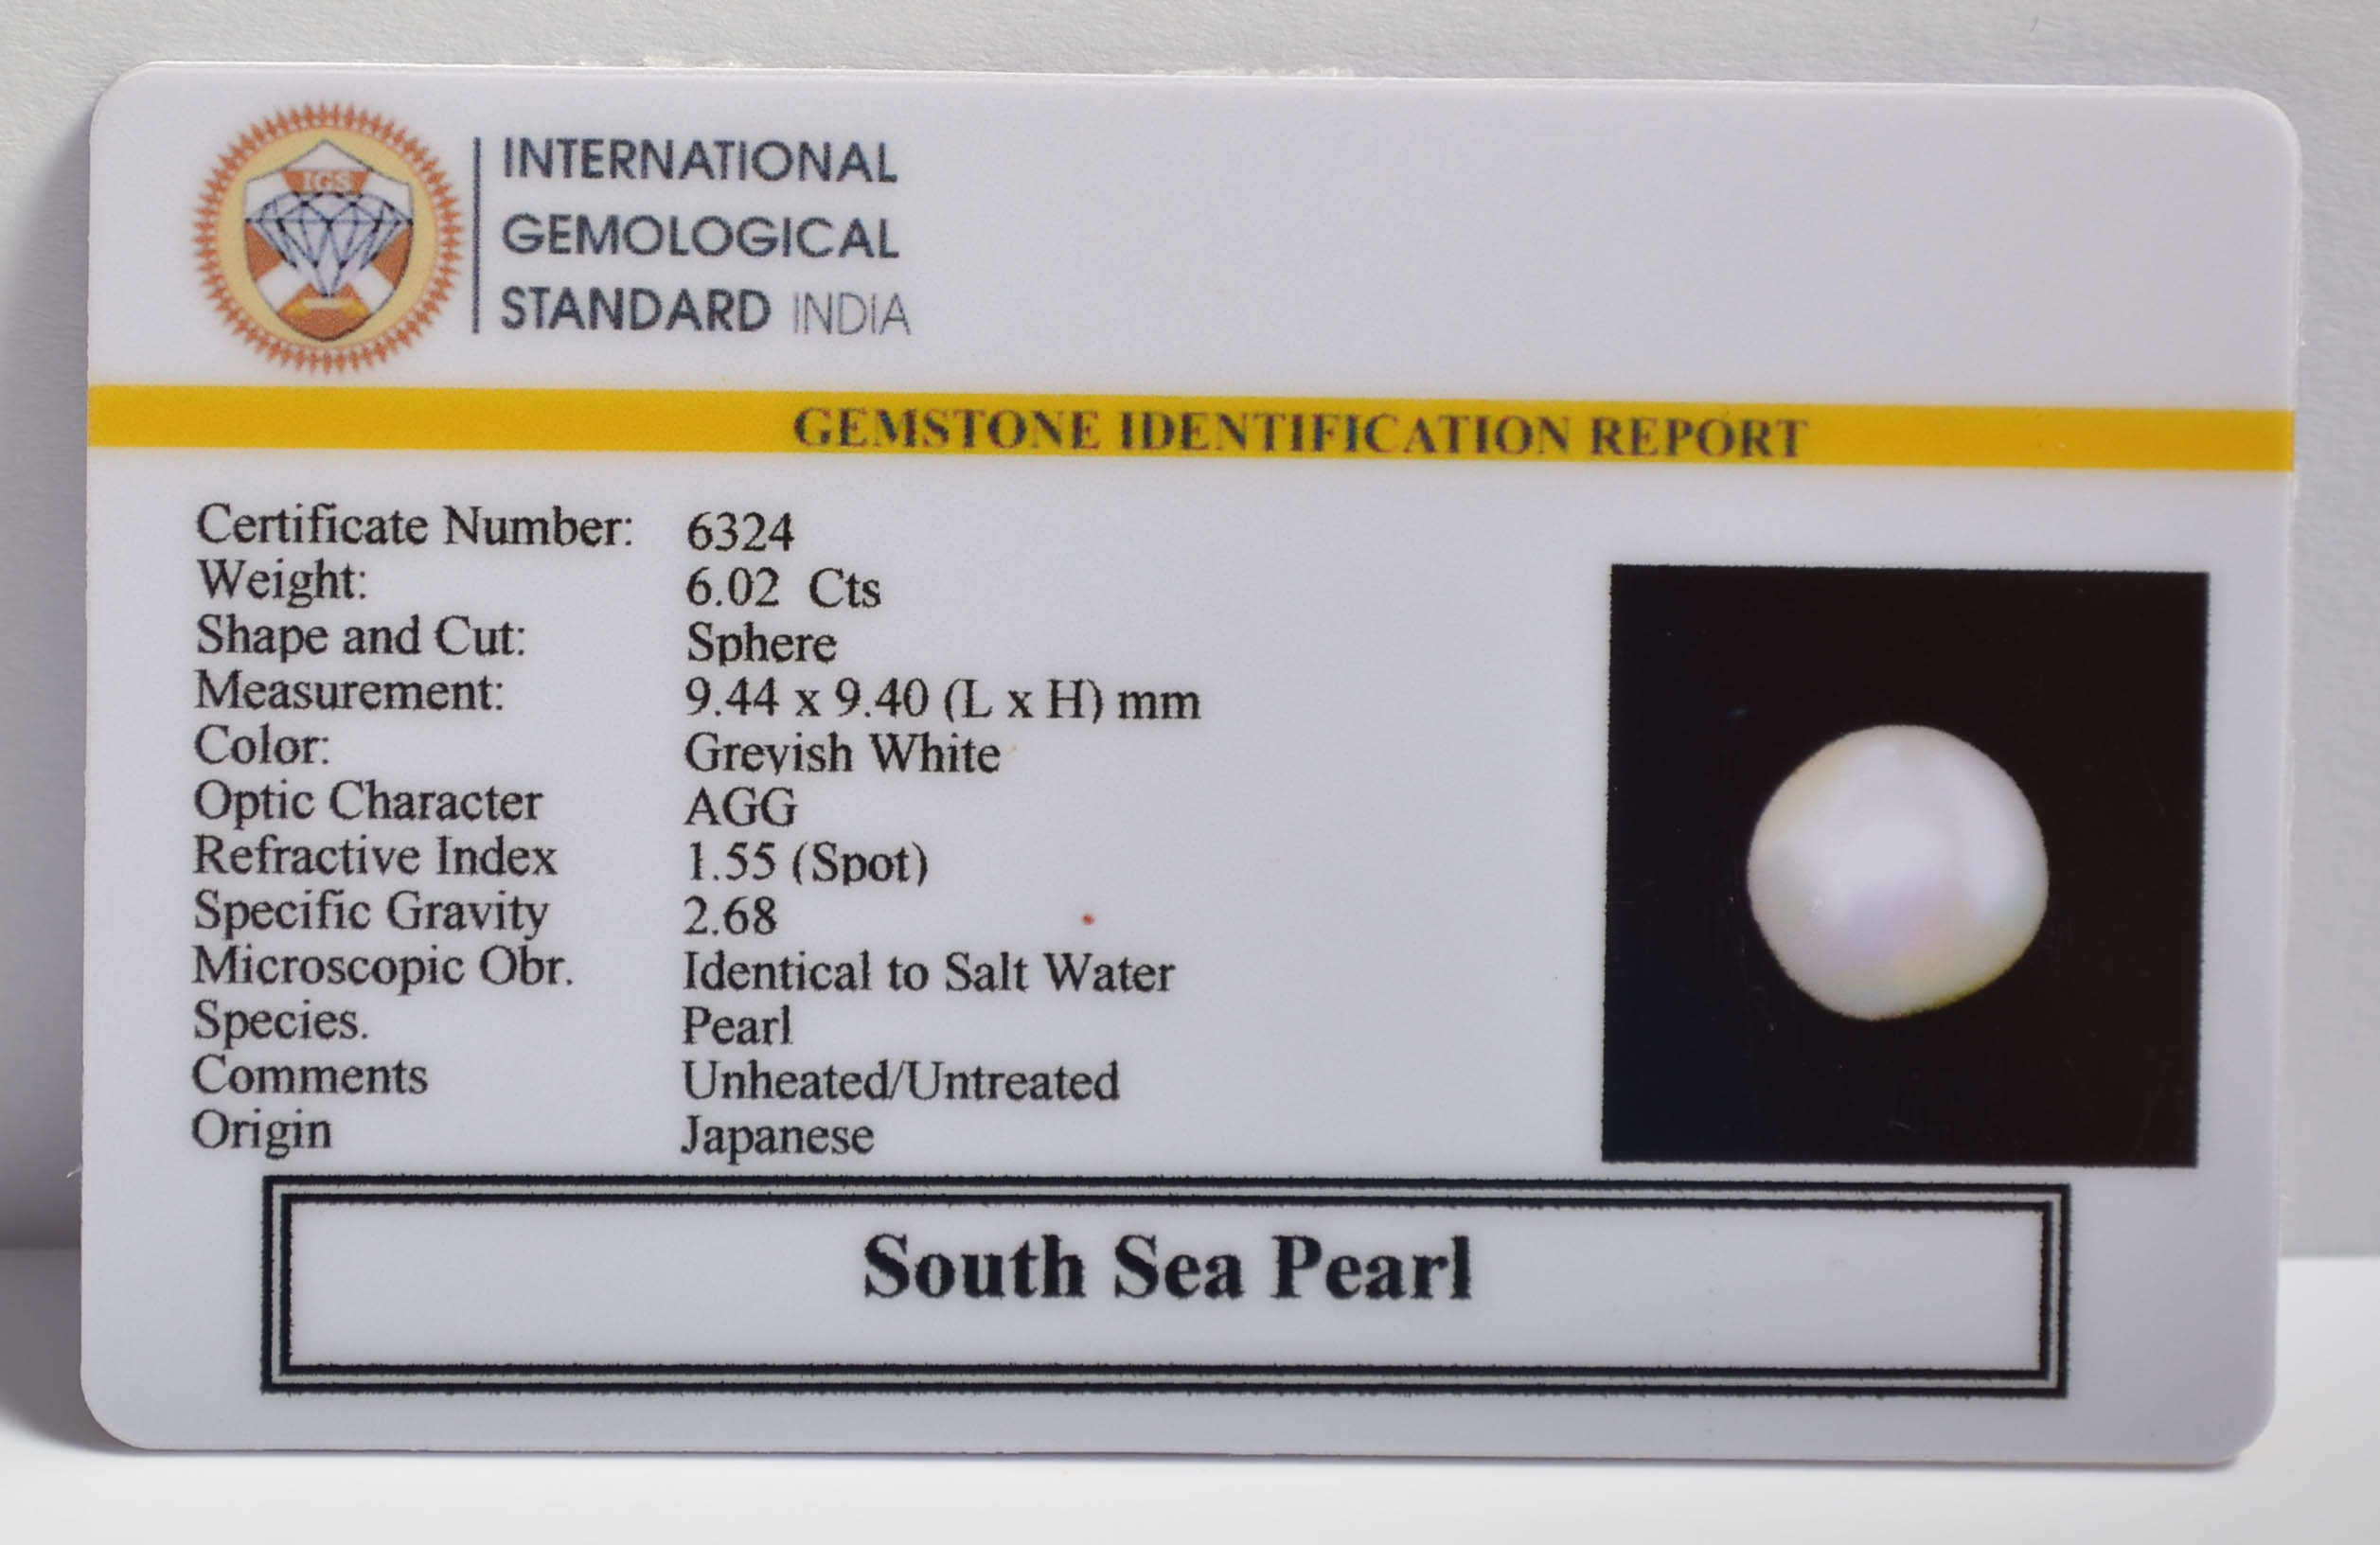 IGS
INTERNATIONAL
GEMOLOGICAL
STANDARD INDIA
GEMSTONE IDENTIFICATION REPORT
Certificate Number: 6324
Weight: 6.02 Cts
Shape and Cut: Sphere
Measurement: 9.44 x 9.40 (L x H) mm
Color: Greyish White
Optic Character AGG
Refractive Index 1.55 (Spot)
Specific Gravity 2.68
Microscopic Obr. Identical to Salt Water
Species. Pearl
Comments Unheated/Untreated
Origin Japanese
South Sea Pearl